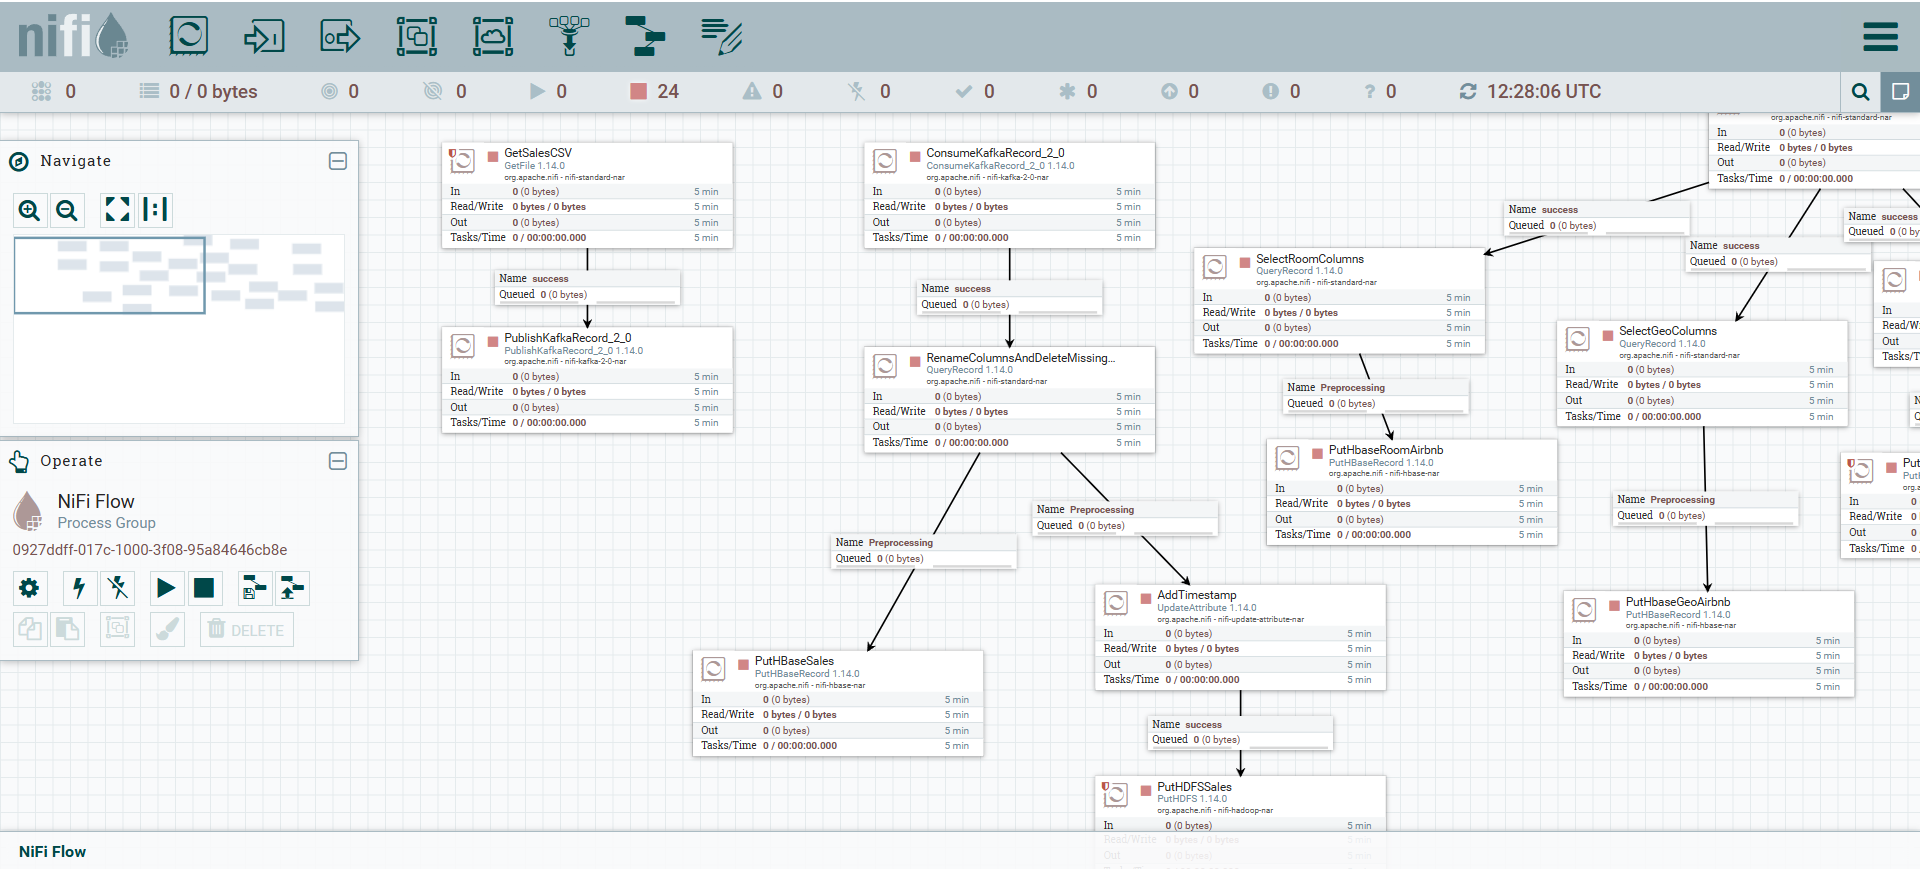 nifi
0
0 / 0 bytes
0
0
0
24
0
0
0
0
0
0
0
12:28:06 UTC
Navigate
Operate
NiFi Flow
Process Group
0927ddff-017c-1000-3f08-95a84646cb8e
DELETE
GetSalesCSV
GetFile 1.14.0
org.apache.nifi - nifi-standard-nar
In 0 (0 bytes) 5 min
Read/Write 0 bytes / 0 bytes 5 min
Out 0 (0 bytes) 5 min
Tasks/Time 0 / 00:00:00.000 5 min
Name success
Queued 0 (0 bytes)
PublishKafkaRecord_2_0
PublishKafkaRecord_2_0 1.14.0
org.apache.nifi - nifi-kafka-2-0-nar
In 0 (0 bytes) 5 min
Read/Write 0 bytes / 0 bytes 5 min
Out 0 (0 bytes) 5 min
Tasks/Time 0 / 00:00:00.000 5 min
ConsumeKafkaRecord_2_0
ConsumeKafkaRecord_2_0 1.14.0
org.apache.nifi - nifi-kafka-2-0-nar
In 0 (0 bytes) 5 min
Read/Write 0 bytes / 0 bytes 5 min
Out 0 (0 bytes) 5 min
Tasks/Time 0 / 00:00:00.000 5 min
Name success
Queued 0 (0 bytes)
RenameColumnsAndDeleteMissing...
QueryRecord 1.14.0
org.apache.nifi - nifi-standard-nar
In 0 (0 bytes) 5 min
Read/Write 0 bytes / 0 bytes 5 min
Out 0 (0 bytes) 5 min
Tasks/Time 0 / 00:00:00.000 5 min
Name Preprocessing
Queued 0 (0 bytes)
Name Preprocessing
Queued 0 (0 bytes)
PutHBaseSales
PutHBaseRecord 1.14.0
org.apache.nifi - nifi-hbase-nar
In 0 (0 bytes) 5 min
Read/Write 0 bytes / 0 bytes 5 min
Out 0 (0 bytes) 5 min
Tasks/Time 0 / 00:00:00.000 5 min
AddTimestamp
UpdateAttribute 1.14.0
org.apache.nifi - nifi-update-attribute-nar
In 0 (0 bytes) 5 min
Read/Write 0 bytes / 0 bytes 5 min
Out 0 (0 bytes) 5 min
Tasks/Time 0 / 00:00:00.000 5 min
Name success
Queued 0 (0 bytes)
PutHDFSSales
PutHDFS 1.14.0
org.apache.nifi - nifi-hadoop-nar
In 0 (0 bytes) 5 min
Read/Write 0 bytes / 0 bytes 5 min
Out 0 (0 bytes) 5 min
org.apache.nifi - nifi-standard-nar
In 0 (0 bytes)
Read/Write 0 bytes / 0 bytes
Out 0 (0 bytes)
Tasks/Time 0 / 00:00:00.000
Name success
Queued 0 (0 bytes)
Name success
Queued 0 (0 bytes)
Name success
Queued 0 (0 by
SelectRoomColumns
QueryRecord 1.14.0
org.apache.nifi - nifi-standard-nar
In 0 (0 bytes) 5 min
Read/Write 0 bytes / 0 bytes 5 min
Out 0 (0 bytes) 5 min
Tasks/Time 0 / 00:00:00.000 5 min
Name Preprocessing
Queued 0 (0 bytes)
PutHbaseRoomAirbnb
PutHBaseRecord 1.14.0
org.apache.nifi - nifi-hbase-nar
In 0 (0 bytes) 5 min
Read/Write 0 bytes / 0 bytes 5 min
Out 0 (0 bytes) 5 min
Tasks/Time 0 / 00:00:00.000 5 min
SelectGeoColumns
QueryRecord 1.14.0
org.apache.nifi - nifi-standard-nar
In 0 (0 bytes) 5 min
Read/Write 0 bytes / 0 bytes 5 min
Out 0 (0 bytes) 5 min
Tasks/Time 0 / 00:00:00.000 5 min
Name Preprocessing
Queued 0 (0 bytes)
PutHbaseGeoAirbnb
PutHBaseRecord 1.14.0
org.apache.nifi - nifi-hbase-nar
In 0 (0 bytes) 5 min
Read/Write 0 bytes / 0 bytes 5 min
Out 0 (0 bytes) 5 min
Tasks/Time 0 / 00:00:00.000 5 min
In
Read/W
Out
Tasks/T
Put
PutH
org.a
In 0
Read/Write 0
Out 0
Tasks/Time 0
NiFi Flow